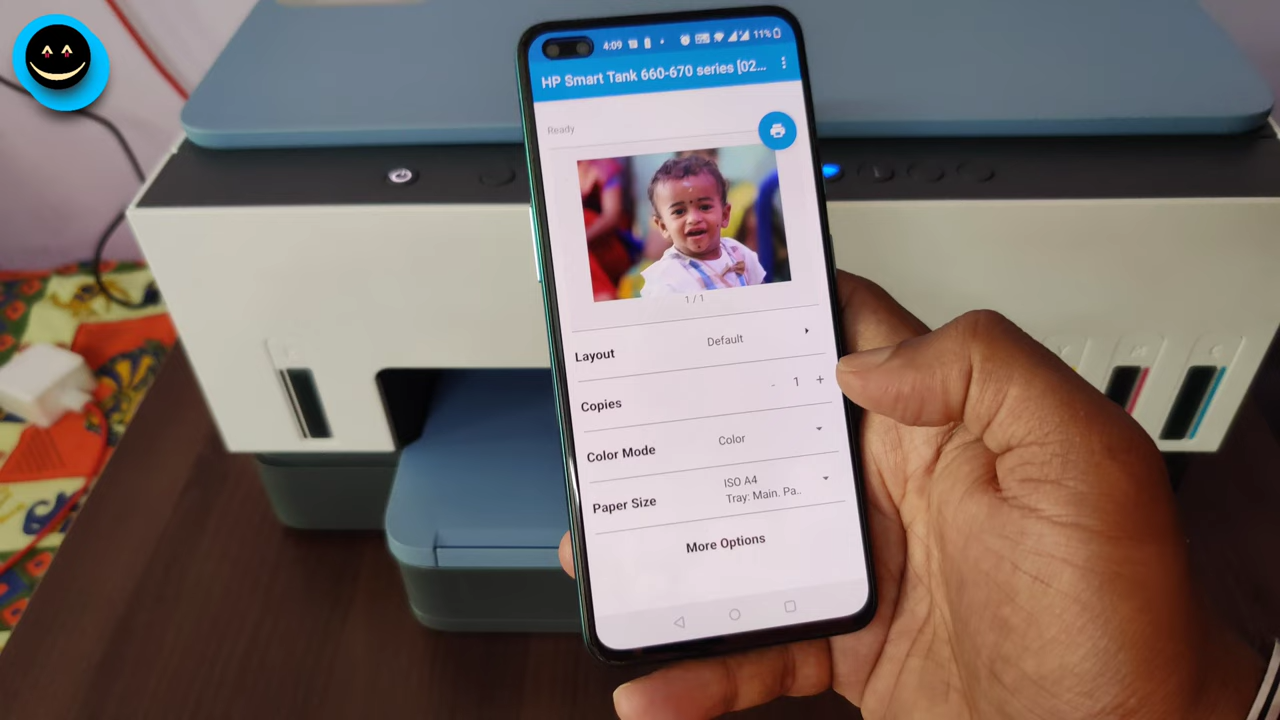 4:09
11%
HP Smart Tank 660-670 series [02...
Ready
1 / 1
Layout
Default
Copies
- 1 +
Color Mode
Color
Paper Size
ISO A4
Tray: Main. Pa..
More Options